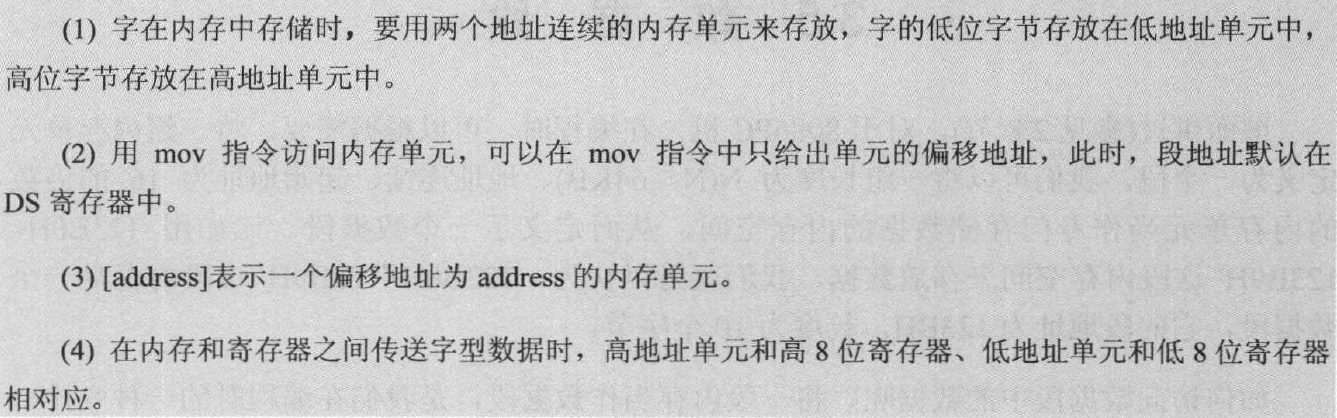 (1) 字在内存中存储时，要用两个地址连续的内存单元来存放，字的低位字节存放在低地址单元中，
高位字节存放在高地址单元中。
(2) 用 mov 指令访问内存单元，可以在 mov 指令中只给出单元的偏移地址，此时，段地址默认在
DS 寄存器中。
(3) [address]表示一个偏移地址为 address 的内存单元。
(4) 在内存和寄存器之间传送字型数据时，高地址单元和高 8 位寄存器、低地址单元和低 8 位寄存器
相对应。